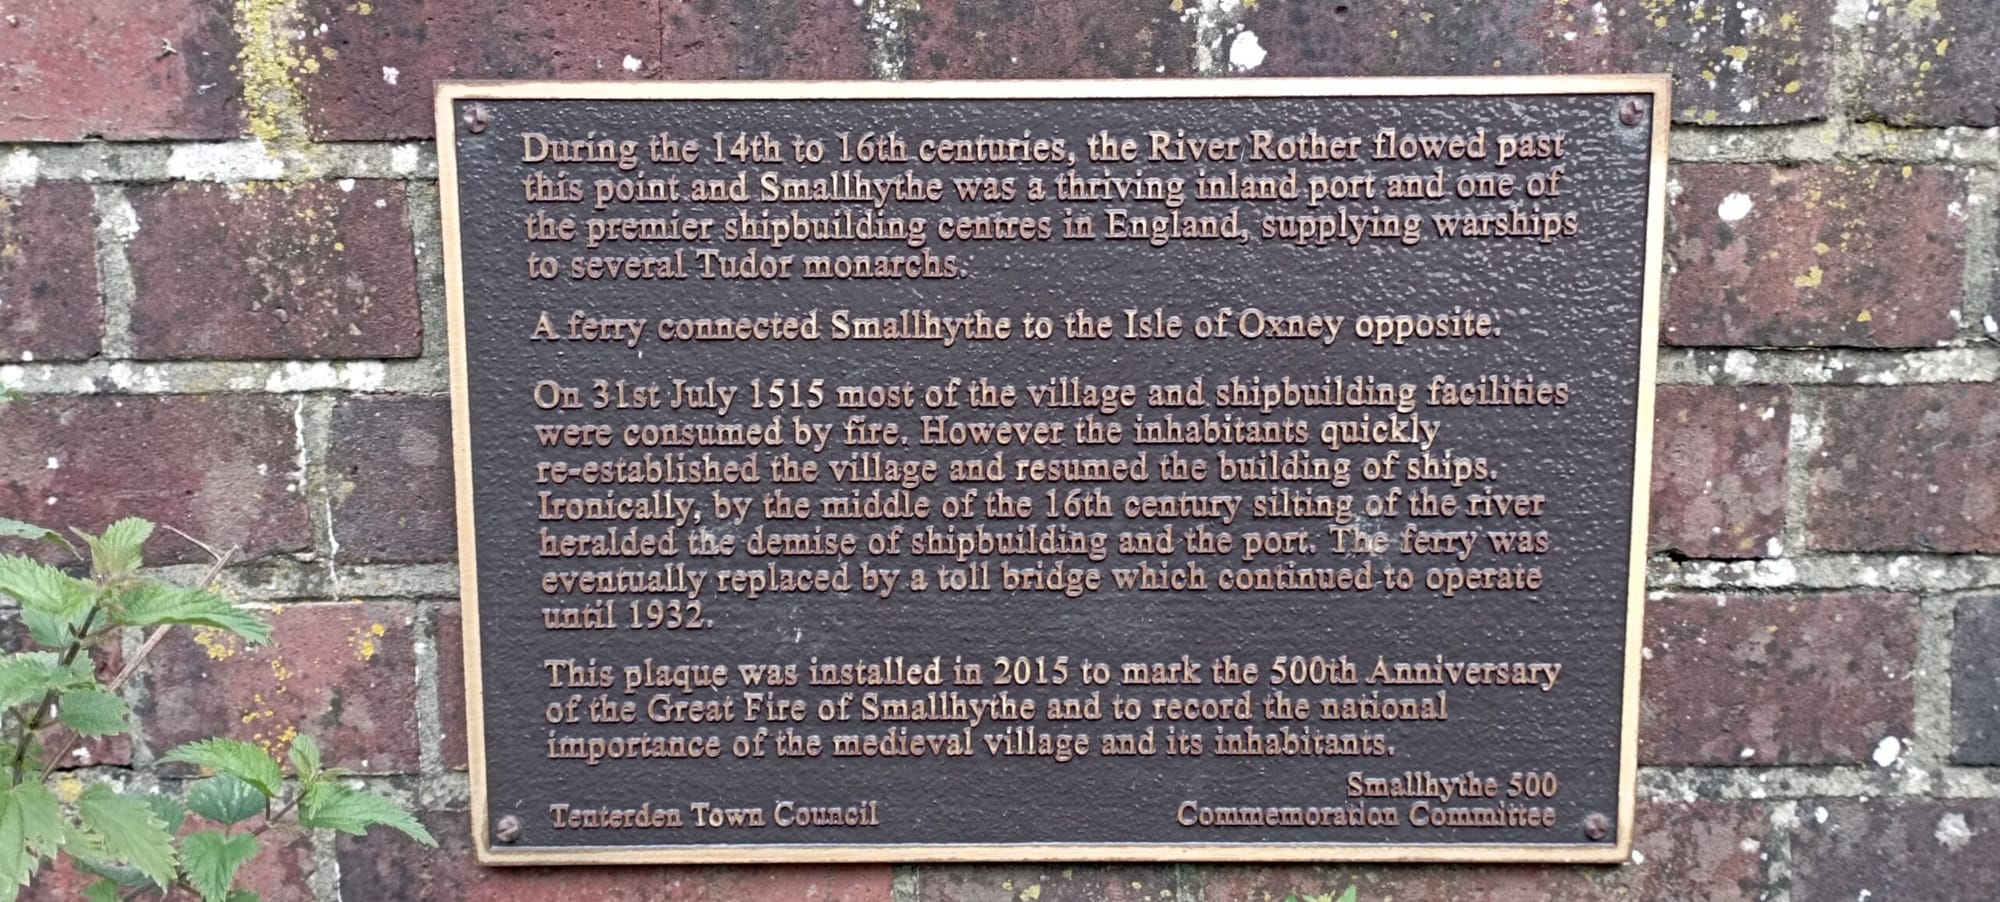 During the 14th to 16th centuries, the River Rother flowed past
this point and Smallhythe was a thriving inland port and one of
the premier shipbuilding centres in England, supplying warships
to several Tudor monarchs.
A ferry connected Smallhythe to the Isle of Oxney opposite.
On 31st July 1515 most of the village and shipbuilding facilities
were consumed by fire. However the inhabitants quickly
re-established the village and resumed the building of ships.
Ironically, by the middle of the 16th century silting of the river
heralded the demise of shipbuilding and the port. The ferry was
eventually replaced by a toll bridge which continued to operate
until 1932.
This plaque was installed in 2015 to mark the 500th Anniversary
of the Great Fire of Smallhythe and to record the national
importance of the medieval village and its inhabitants.
Smallhythe 500
Tenterden Town Council Commemoration Committee